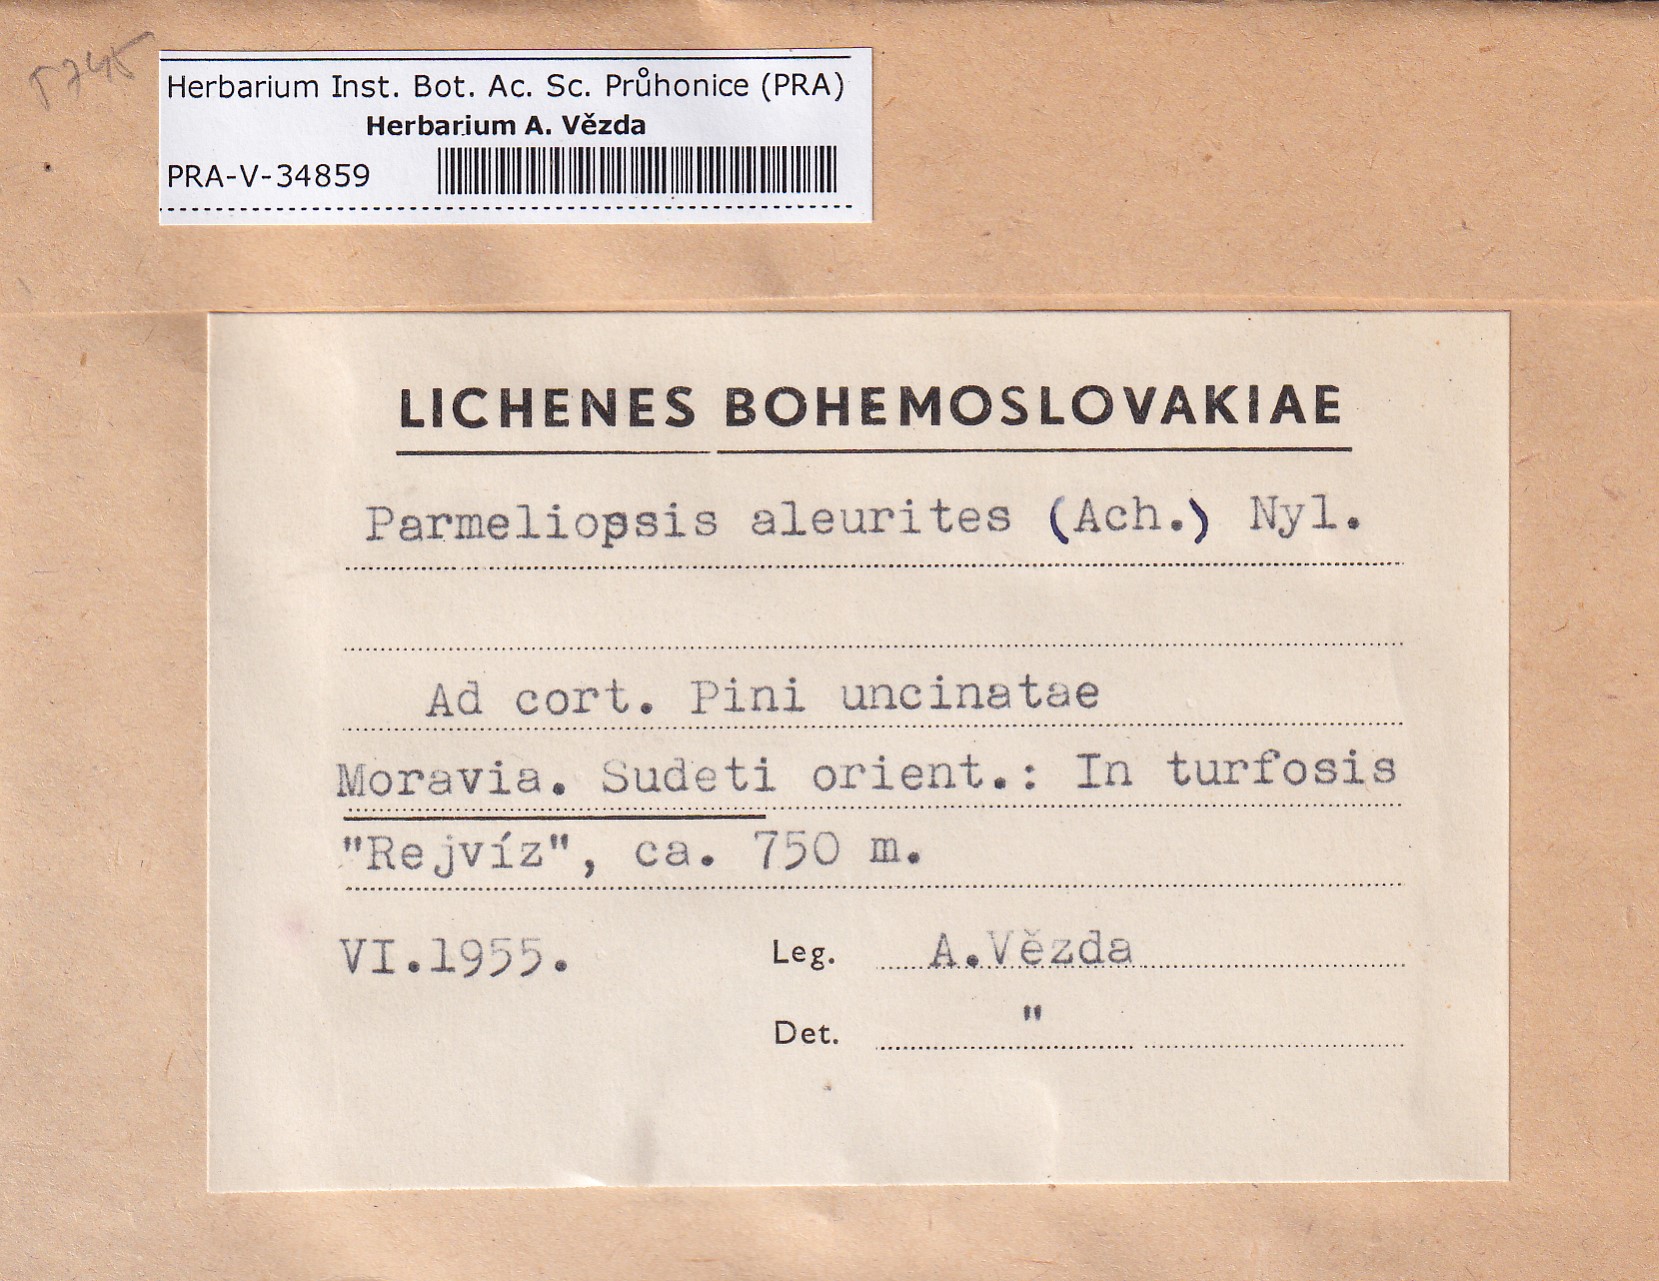 Herbarium Inst. Bot. Ac. Sc. Průhonice (PRA)
Herbarium A. Vězda
PRA-V-34859
LICHENES BOHEMOSLOVAKIAE
Parmeliopsis aleurites (Ach.) Nyl.
Ad cort. Pini uncinatae
Moravia. Sudeti orient.: In turfosis
"Rejvíz", ca. 750 m.
VI.1955. Leg. A.Vězda
Det. "